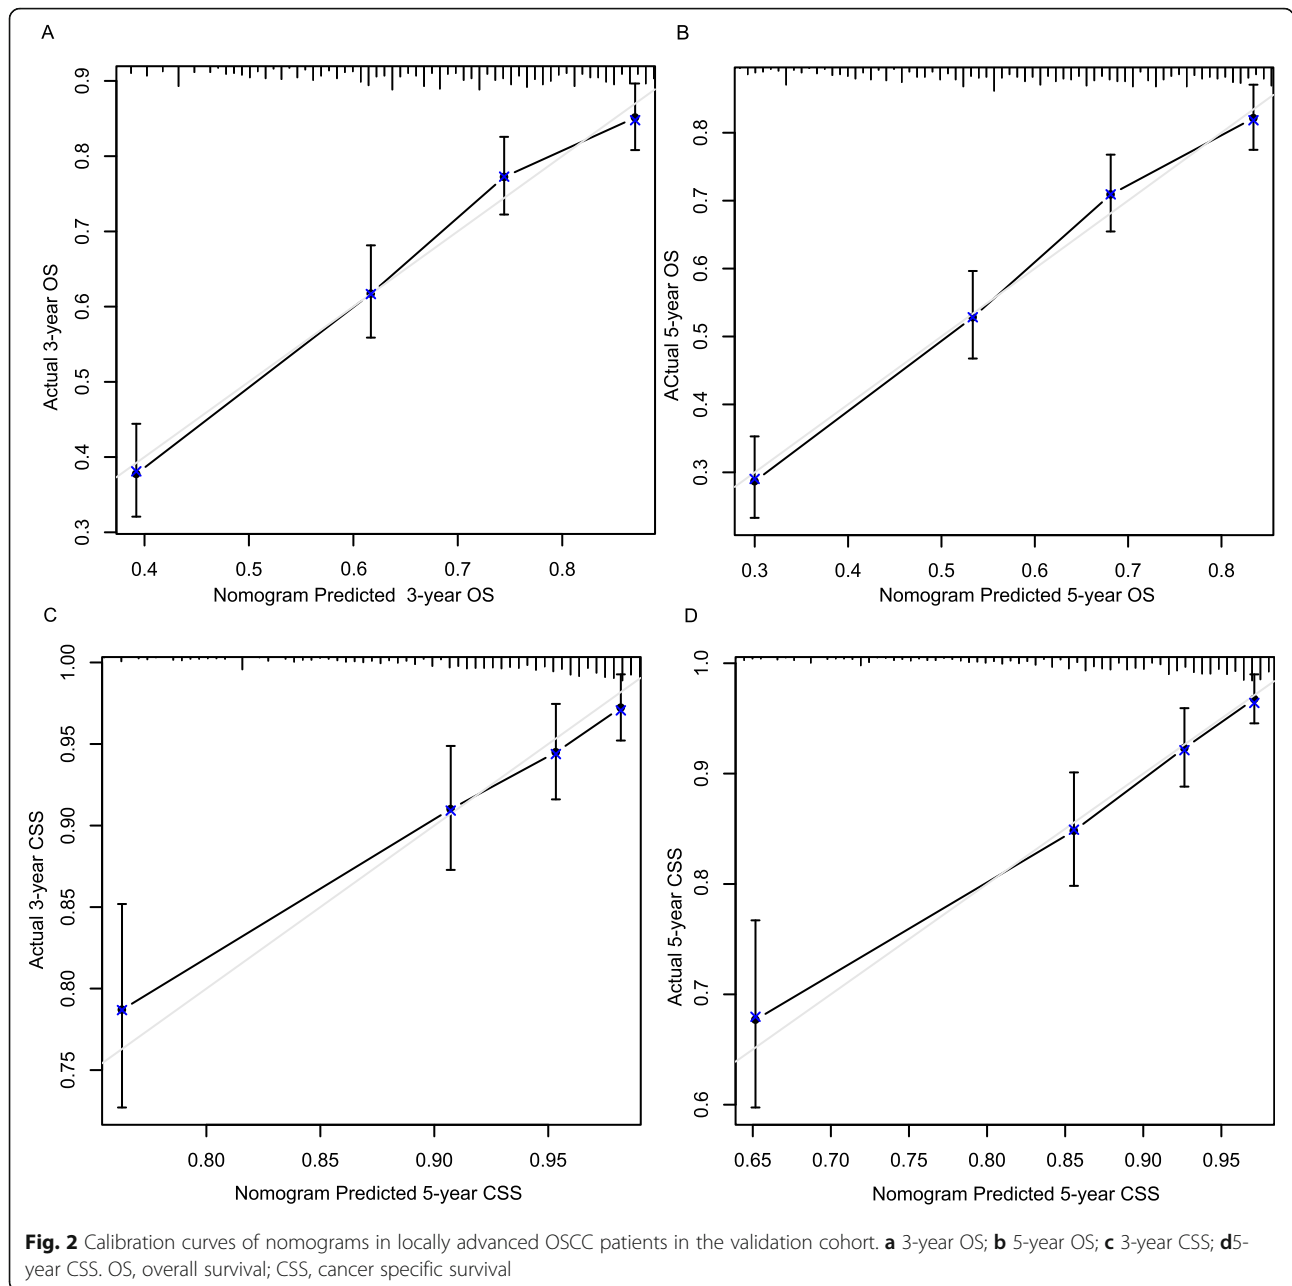 A
0.9
0.8
0.7
0.6
0.5
0.4
0.3
Actual 3-year OS
0.4 0.5 0.6 0.7 0.8
Nomogram Predicted 3-year OS
B
0.8
0.7
0.6
0.5
0.4
0.3
ACtual 5-year OS
0.3 0.4 0.5 0.6 0.7 0.8
Nomogram Predicted 5-year OS
C
1.00
0.95
0.90
0.85
0.80
0.75
Actual 3-year CSS
0.80 0.85 0.90 0.95
Nomogram Predicted 5-year CSS
D
1.0
0.9
0.8
0.7
0.6
Actual 5-year CSS
0.65 0.70 0.75 0.80 0.85 0.90 0.95
Nomogram Predicted 5-year CSS
Fig. 2 Calibration curves of nomograms in locally advanced OSCC patients in the validation cohort. a 3-year OS; b 5-year OS; c 3-year CSS; d5-
year CSS. OS, overall survival; CSS, cancer specific survival